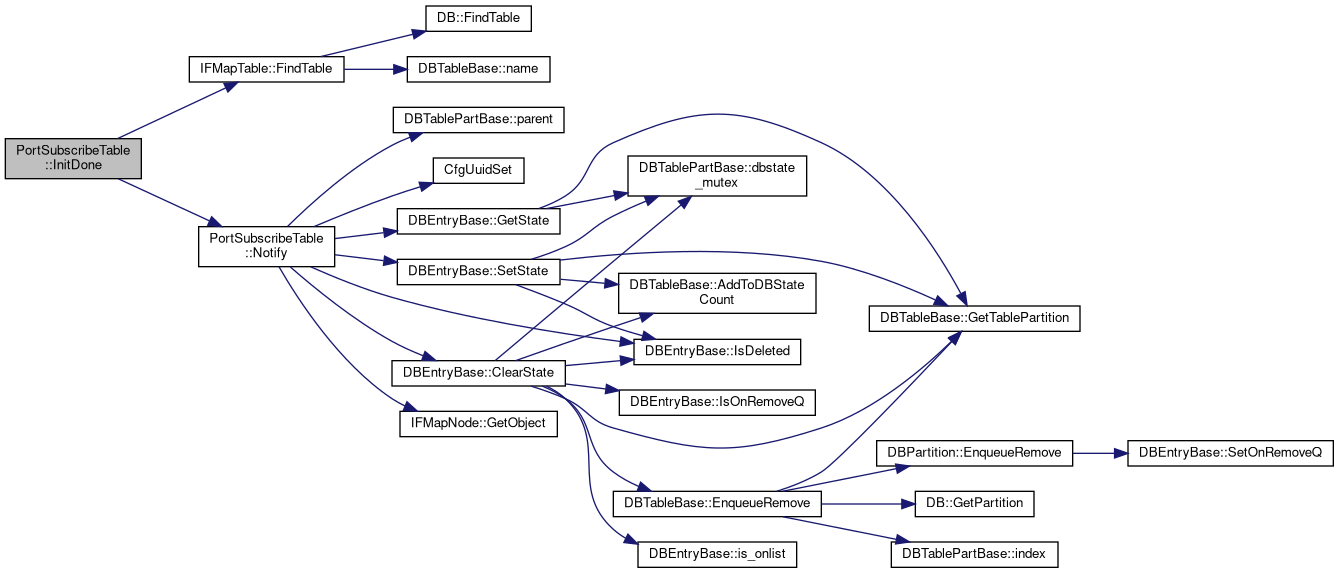 DB::FindTable
IFMapTable::FindTable
DBTableBase::name
DBTablePartBase::parent
PortSubscribeTable
::InitDone
CfgUuidSet
DBTablePartBase::dbstate
_mutex
DBEntryBase::GetState
PortSubscribeTable
::Notify
DBEntryBase::SetState
DBTableBase::AddToDBState
Count
DBTableBase::GetTablePartition
DBEntryBase::IsDeleted
DBEntryBase::ClearState
DBEntryBase::IsOnRemoveQ
IFMapNode::GetObject
DBPartition::EnqueueRemove
DBEntryBase::SetOnRemoveQ
DBTableBase::EnqueueRemove
DB::GetPartition
DBEntryBase::is_onlist
DBTablePartBase::index